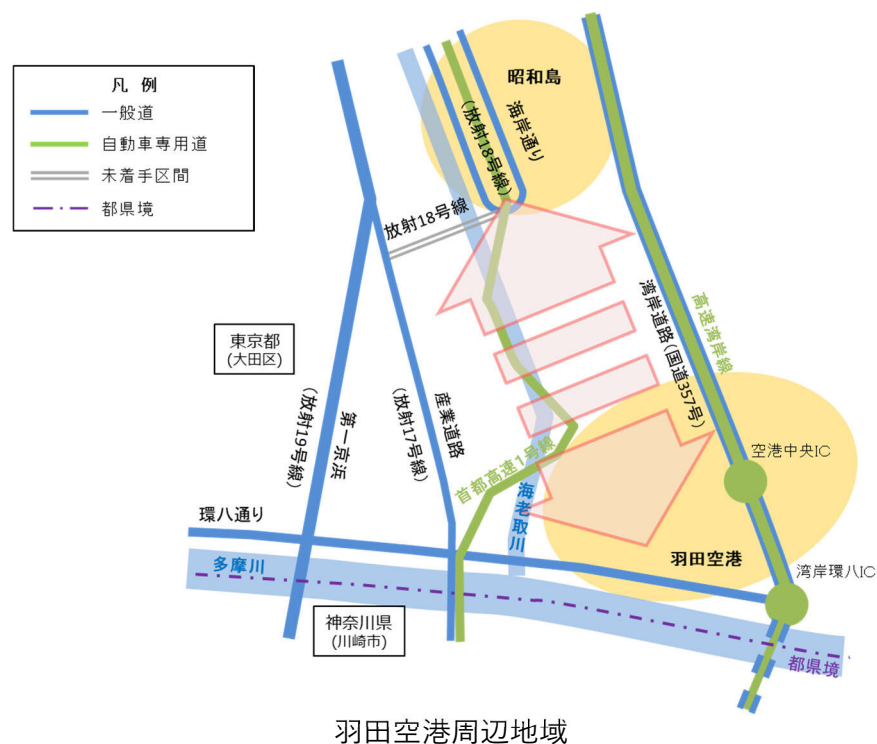 凡 例
一般道
自動車専用道
未着手区間
都県境
昭和島
海岸通り
(放射18号線)
放射18号線
高速湾岸線
湾岸道路(国道357号)
東京都
(大田区)
第一京浜
(放射19号線)
産業道路
(放射17号線)
首都高速1号線
海老取川
空港中央IC
環八通り
羽田空港
湾岸環八IC
多摩川
神奈川県
(川崎市)
都県境
羽田空港周辺地域